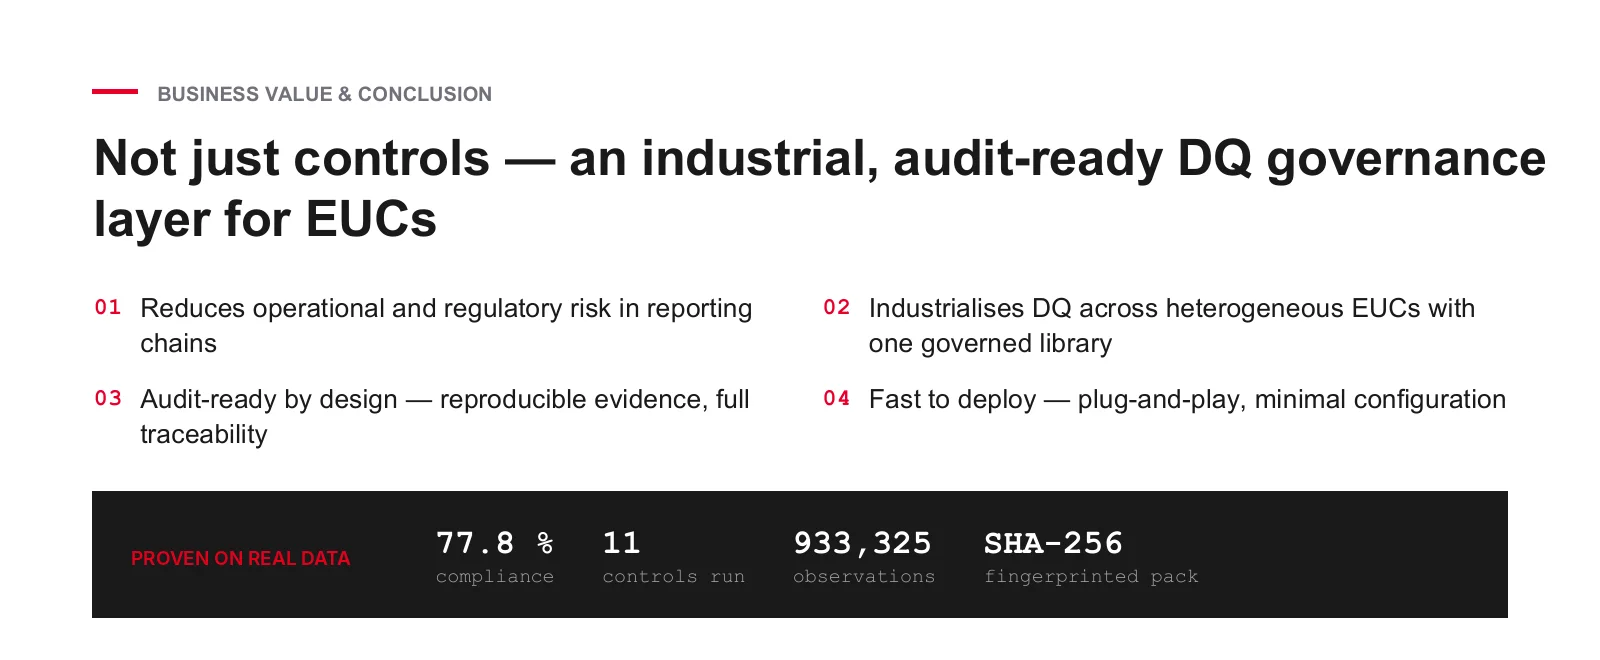 BUSINESS VALUE & CONCLUSION
Not just controls — an industrial, audit-ready DQ governance
layer for EUCs
01 Reduces operational and regulatory risk in reporting
chains
02 Industrialises DQ across heterogeneous EUCs with
one governed library
03 Audit-ready by design — reproducible evidence, full
traceability
04 Fast to deploy — plug-and-play, minimal configuration
PROVEN ON REAL DATA
77.8 %
compliance
11
controls run
933,325
observations
SHA-256
fingerprinted pack